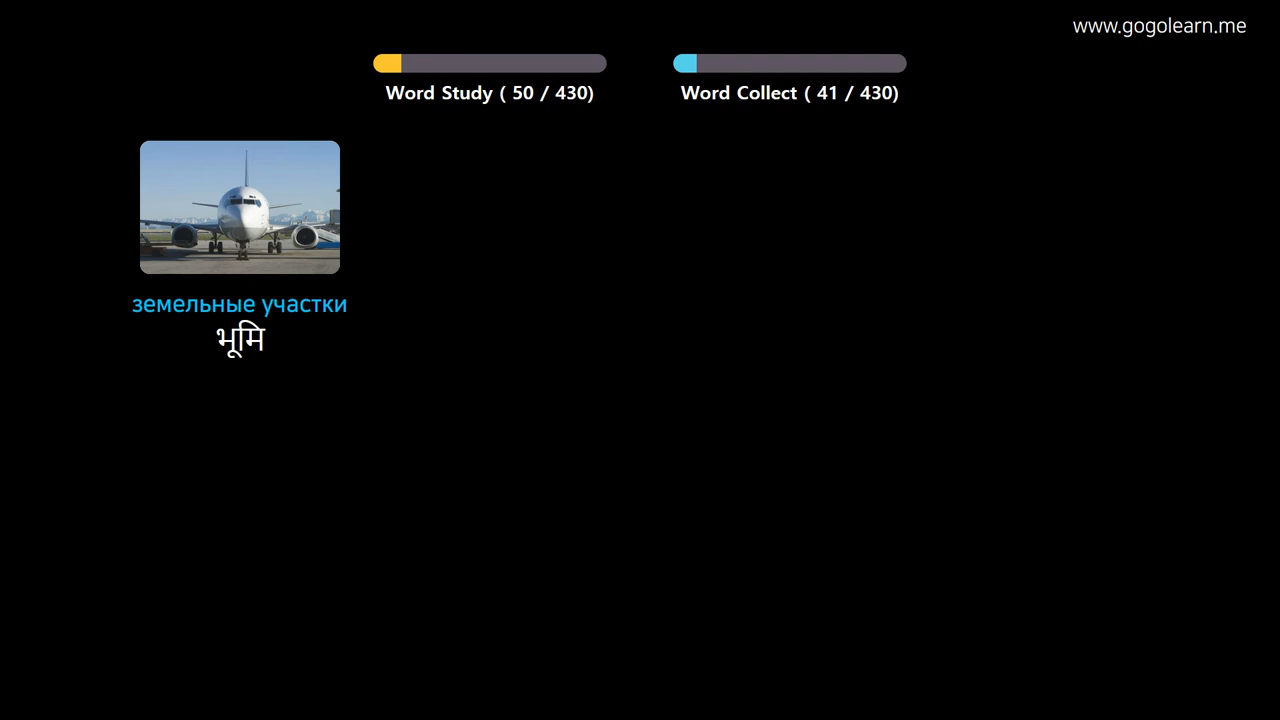 www.gogolearn.me
Word Study ( 50 / 430)
Word Collect ( 41 / 430)
земельные участки
भूमि